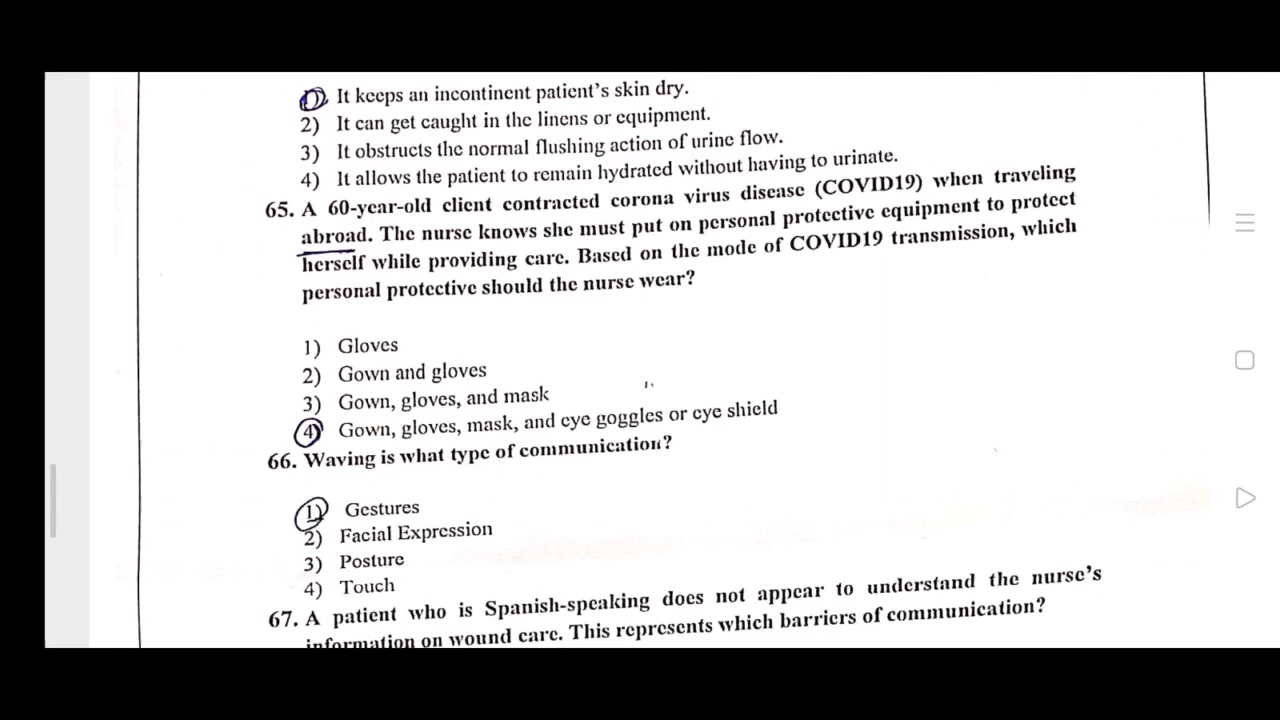 1) It keeps an incontinent patient's skin dry.
2) It can get caught in the linens or equipment.
3) It obstructs the normal flushing action of urine flow.
4) It allows the patient to remain hydrated without having to urinate.
65. A 60-year-old client contracted corona virus disease (COVID19) when traveling
abroad. The nurse knows she must put on personal protective equipment to protect
herself while providing care. Based on the mode of COVID19 transmission, which
personal protective should the nurse wear?
1) Gloves
2) Gown and gloves
3) Gown, gloves, and mask
4) Gown, gloves, mask, and eye goggles or eye shield
66. Waving is what type of communication?
1) Gestures
2) Facial Expression
3) Posture
4) Touch
67. A patient who is Spanish-speaking does not appear to understand the nurse's
information on wound care. This represents which barriers of communication?